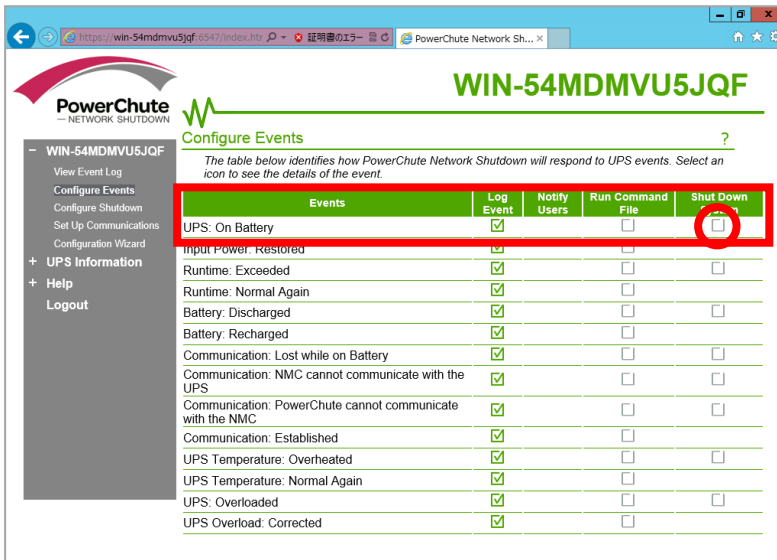 https://win-54mdmvu5jqf:6547/index.htr
証明書のエラー
PowerChute Network Sh...
PowerChute
NETWORK SHUTDOWN
WIN-54MDMVU5JQF
Configure Events
?
The table below identifies how PowerChute Network Shutdown will respond to UPS events. Select an
icon to see the details of the event.
− WIN-54MDMVU5JQF
View Event Log
Configure Events
Configure Shutdown
Set Up Communications
Configuration Wizard
+ UPS Information
+ Help
Logout
Events Log Notify Run Command Shut Down
Event Users File System
UPS: On Battery
Input Power: Restored
Runtime: Exceeded
Runtime: Normal Again
Battery: Discharged
Battery: Recharged
Communication: Lost while on Battery
Communication: NMC cannot communicate with the
UPS
Communication: PowerChute cannot communicate
with the NMC
Communication: Established
UPS Temperature: Overheated
UPS Temperature: Normal Again
UPS: Overloaded
UPS Overload: Corrected